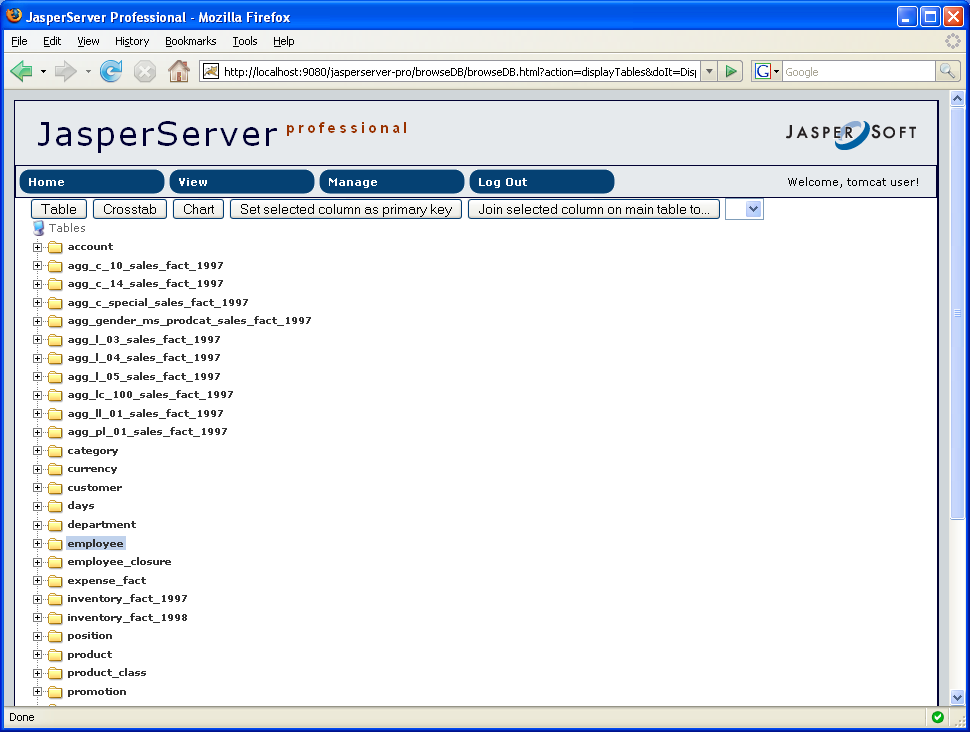 JasperServer Professional - Mozilla Firefox
File Edit View History Bookmarks Tools Help
http://localhost:9080/jasperserver-pro/browseDB/browseDB.html?action=displayTables&doIt=Disp
G Google
JasperServer professional
JASPERSOFT
Home View Manage Log Out Welcome, tomcat user!
Table Crosstab Chart Set selected column as primary key Join selected column on main table to...
Tables
account
agg_c_10_sales_fact_1997
agg_c_14_sales_fact_1997
agg_c_special_sales_fact_1997
agg_gender_ms_prodcat_sales_fact_1997
agg_l_03_sales_fact_1997
agg_l_04_sales_fact_1997
agg_l_05_sales_fact_1997
agg_lc_100_sales_fact_1997
agg_ll_01_sales_fact_1997
agg_pl_01_sales_fact_1997
category
currency
customer
days
department
employee
employee_closure
expense_fact
inventory_fact_1997
inventory_fact_1998
position
product
product_class
promotion
Done